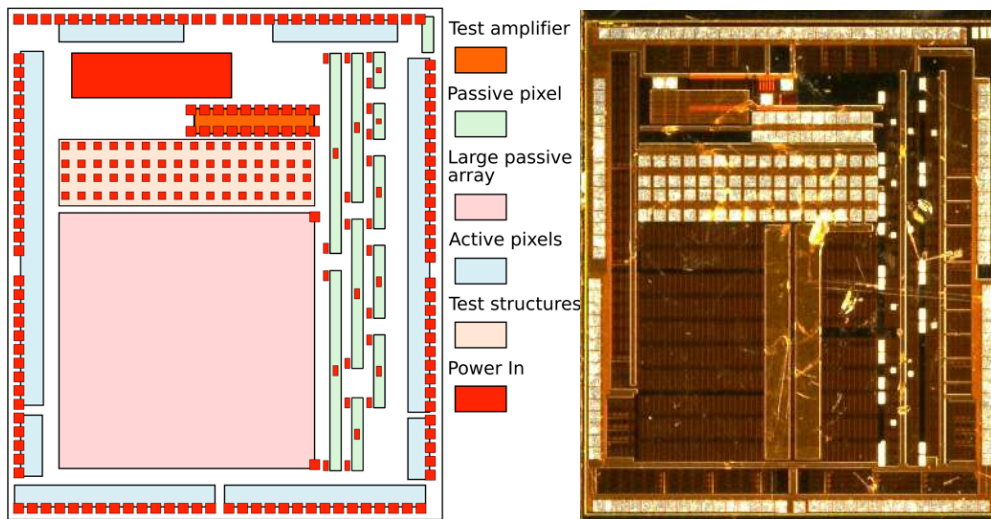 Test amplifier
Passive pixel
Large passive
array
Active pixels
Test structures
Power In